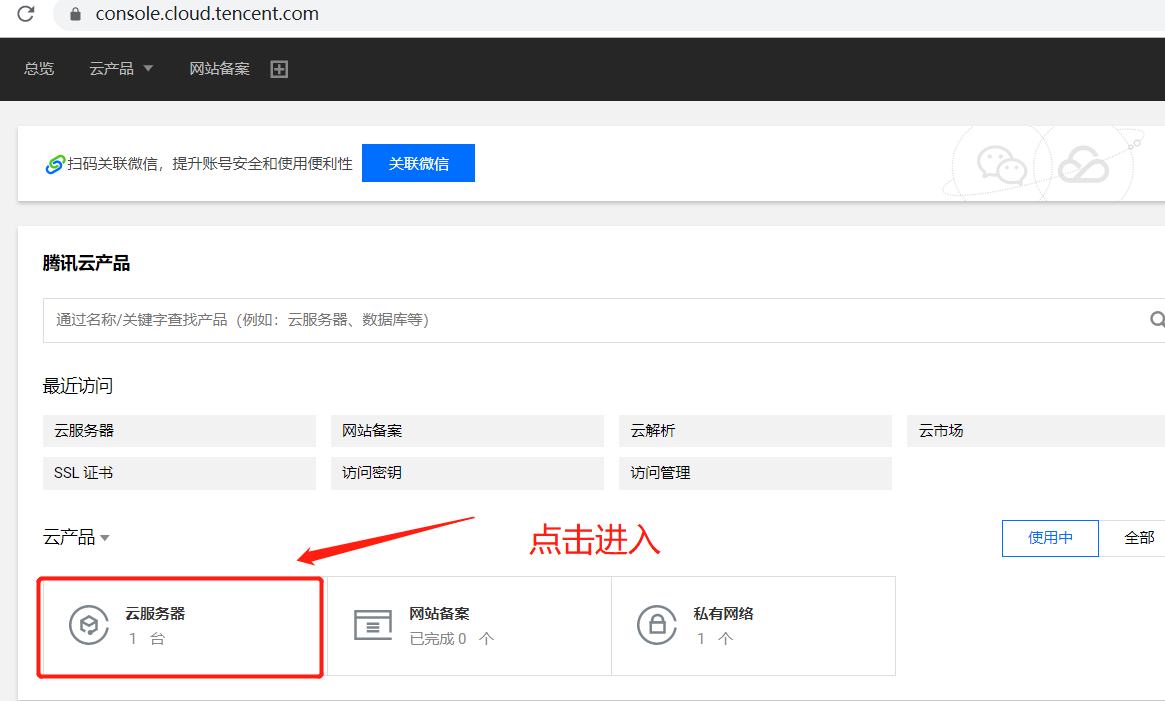 console.cloud.tencent.com
总览 云产品 网站备案
扫码关联微信，提升账号安全和使用便利性 关联微信
腾讯云产品
通过名称/关键字查找产品（例如：云服务器、数据库等）
最近访问
云服务器 网站备案 云解析 云市场
SSL 证书 访问密钥 访问管理
云产品 点击进入 使用中 全部
云服务器 网站备案 私有网络
1 台 已完成 0 个 1 个